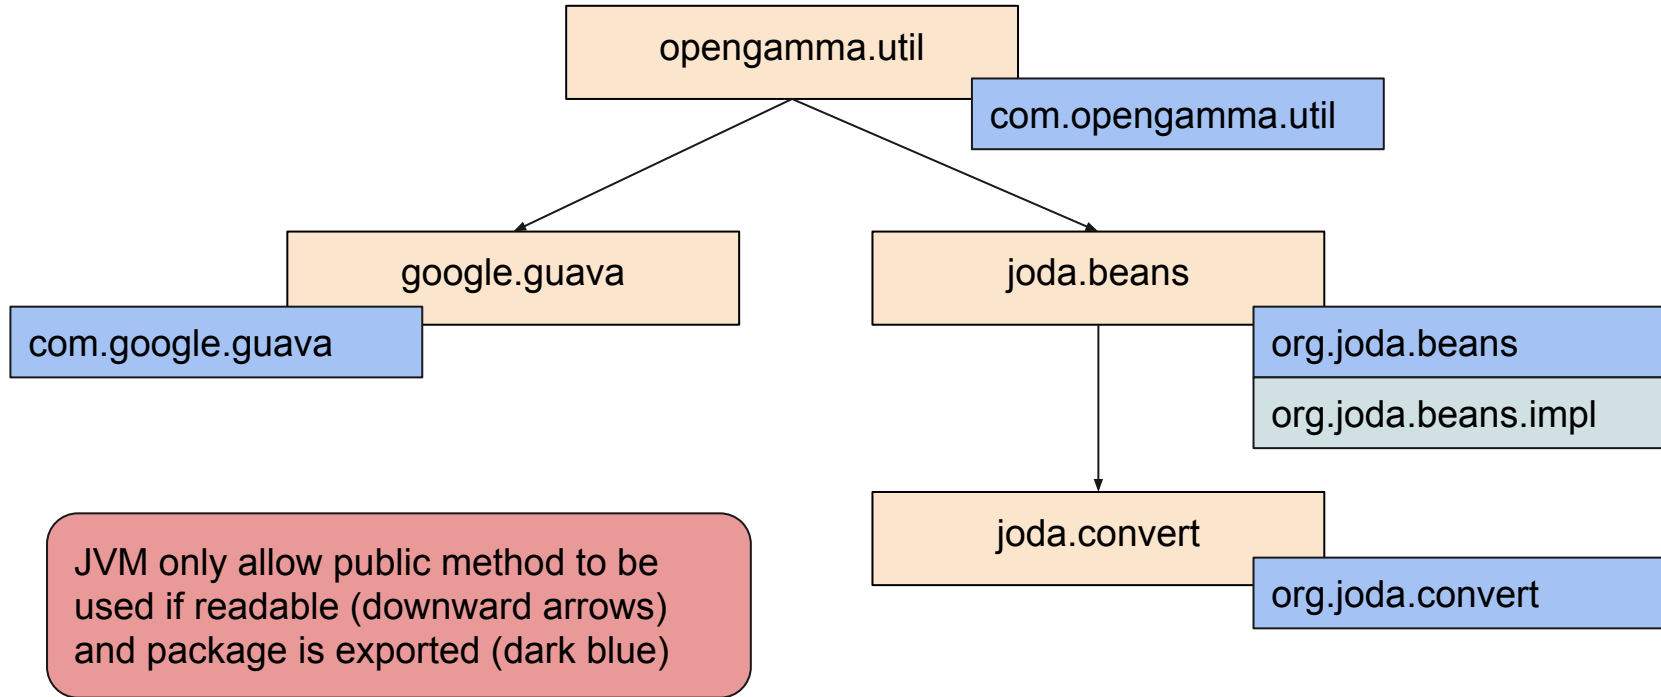 opengamma.util
com.opengamma.util
google.guava
joda.beans
com.google.guava
org.joda.beans
org.joda.beans.impl
joda.convert
org.joda.convert
JVM only allow public method to be
used if readable (downward arrows)
and package is exported (dark blue)